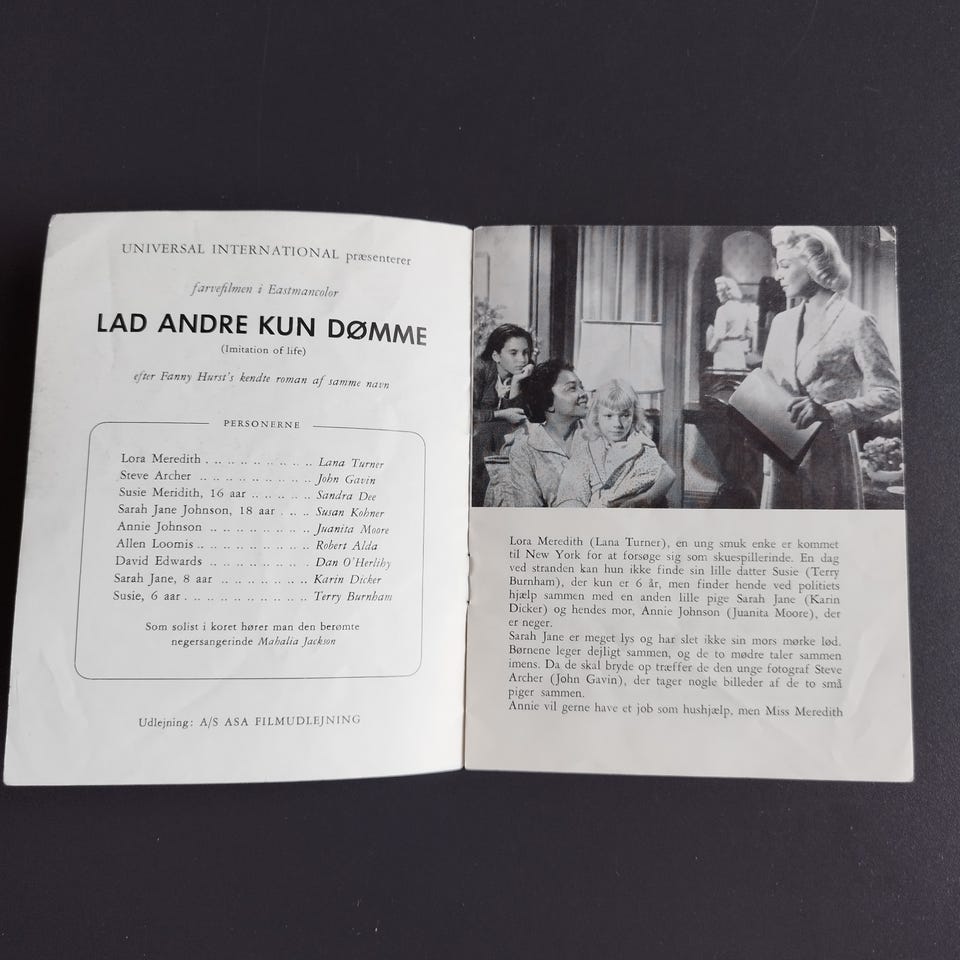 UNIVERSAL INTERNATIONAL præsenterer
farvefilmen i Eastmancolor
LAD ANDRE KUN DØMME
(Imitation of life)
efter Fanny Hurst's kendte roman af samme navn
PERSONERNE
Lora Meredith . .. .. .. .. .. .. .. .. Lana Turner
Steve Archer .. .. .. .. .. .. .. .. .. John Gavin
Susie Meridith, 16 aar .. .. .. .. .. Sandra Dee
Sarah Jane Johnson, 18 aar . .. .. Susan Kohner
Annie Johnson .. .. .. .. .. .. .. .. Juanita Moore
Allen Loomis .. .. .. .. .. .. .. .. .. Robert Alda
David Edwards .. .. .. .. .. .. .. .. Dan O'Herlihy
Sarah Jane, 8 aar .. .. .. .. .. .. .. Karin Dicker
Susie, 6 aar . .. .. .. .. .. .. .. .. .. Terry Burnham
Som solist i koret hører man den berømte
negersangerinde Mahalia Jackson
Udlejning: A/S ASA FILMUDLEJNING
Lora Meredith (Lana Turner), en ung smuk enke er kommet
til New York for at forsøge sig som skuespillerinde. En dag
ved stranden kan hun ikke finde sin lille datter Susie (Terry
Burnham), der kun er 6 år, men finder hende ved politiets
hjælp sammen med en anden lille pige Sarah Jane (Karin
Dicker) og hendes mor, Annie Johnson (Juanita Moore), der
er neger.
Sarah Jane er meget lys og har slet ikke sin mors mørke lød.
Børnene leger dejligt sammen, og de to mødre taler sammen
imens. Da de skal bryde op træffer de den unge fotograf Steve
Archer (John Gavin), der tager nogle billeder af de to små
piger sammen.
Annie vil gerne have et job som hushjælp, men Miss Meredith